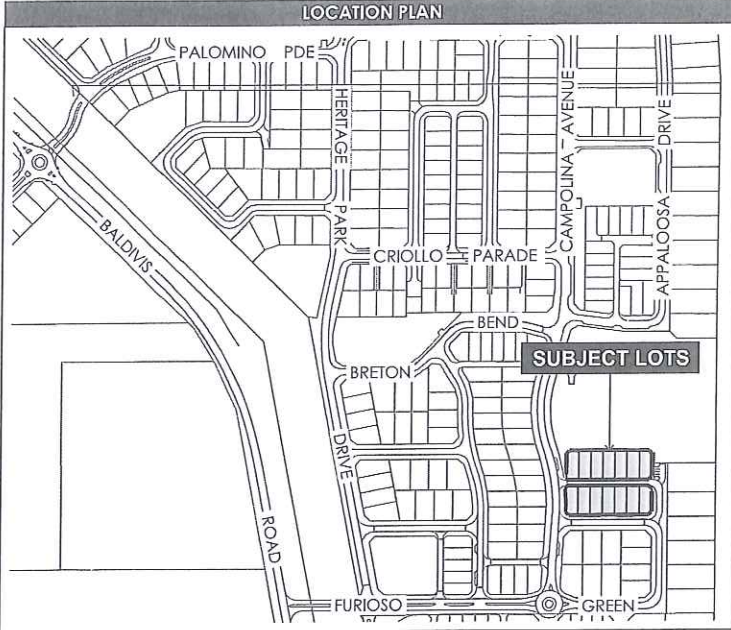 LOCATION PLAN
PALOMINO PDE
HERITAGE PARK DRIVE
CAMPOLINA AVENUE
APPALOOSA DRIVE
BALDIVIS ROAD
CRIOLLO PARADE
BRETON BEND
SUBJECT LOTS
FURIOSO GREEN